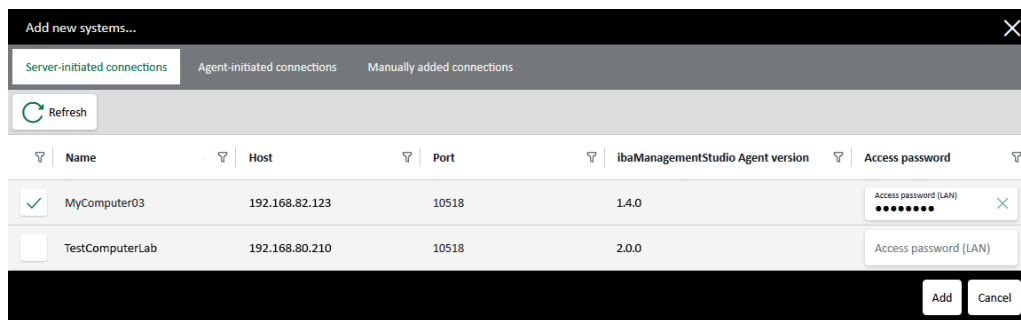 Add new systems...
Server-initiated connections Agent-initiated connections Manually added connections
Refresh
Name Host Port ibaManagementStudio Agent version Access password
Access password (LAN)
MyComputer03 192.168.82.123 10518 1.4.0 ●●●●●●●●
TestComputerLab 192.168.80.210 10518 2.0.0 Access password (LAN)
Add Cancel